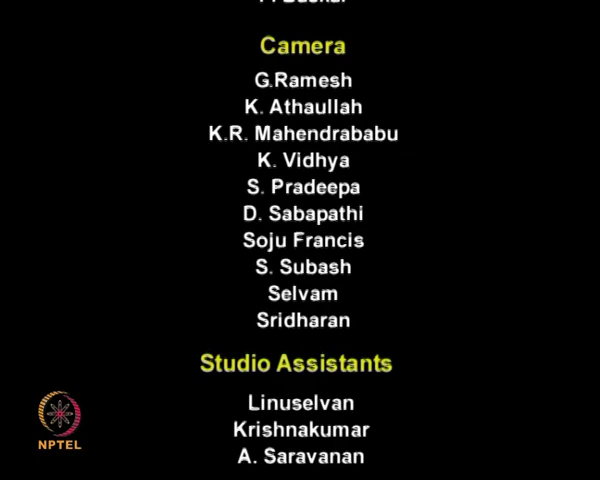 Camera
G.Ramesh
K. Athaullah
K.R. Mahendrababu
K. Vidhya
S. Pradeepa
D. Sabapathi
Soju Francis
S. Subash
Selvam
Sridharan
Studio Assistants
Linuselvan
Krishnakumar
A. Saravanan
NPTEL